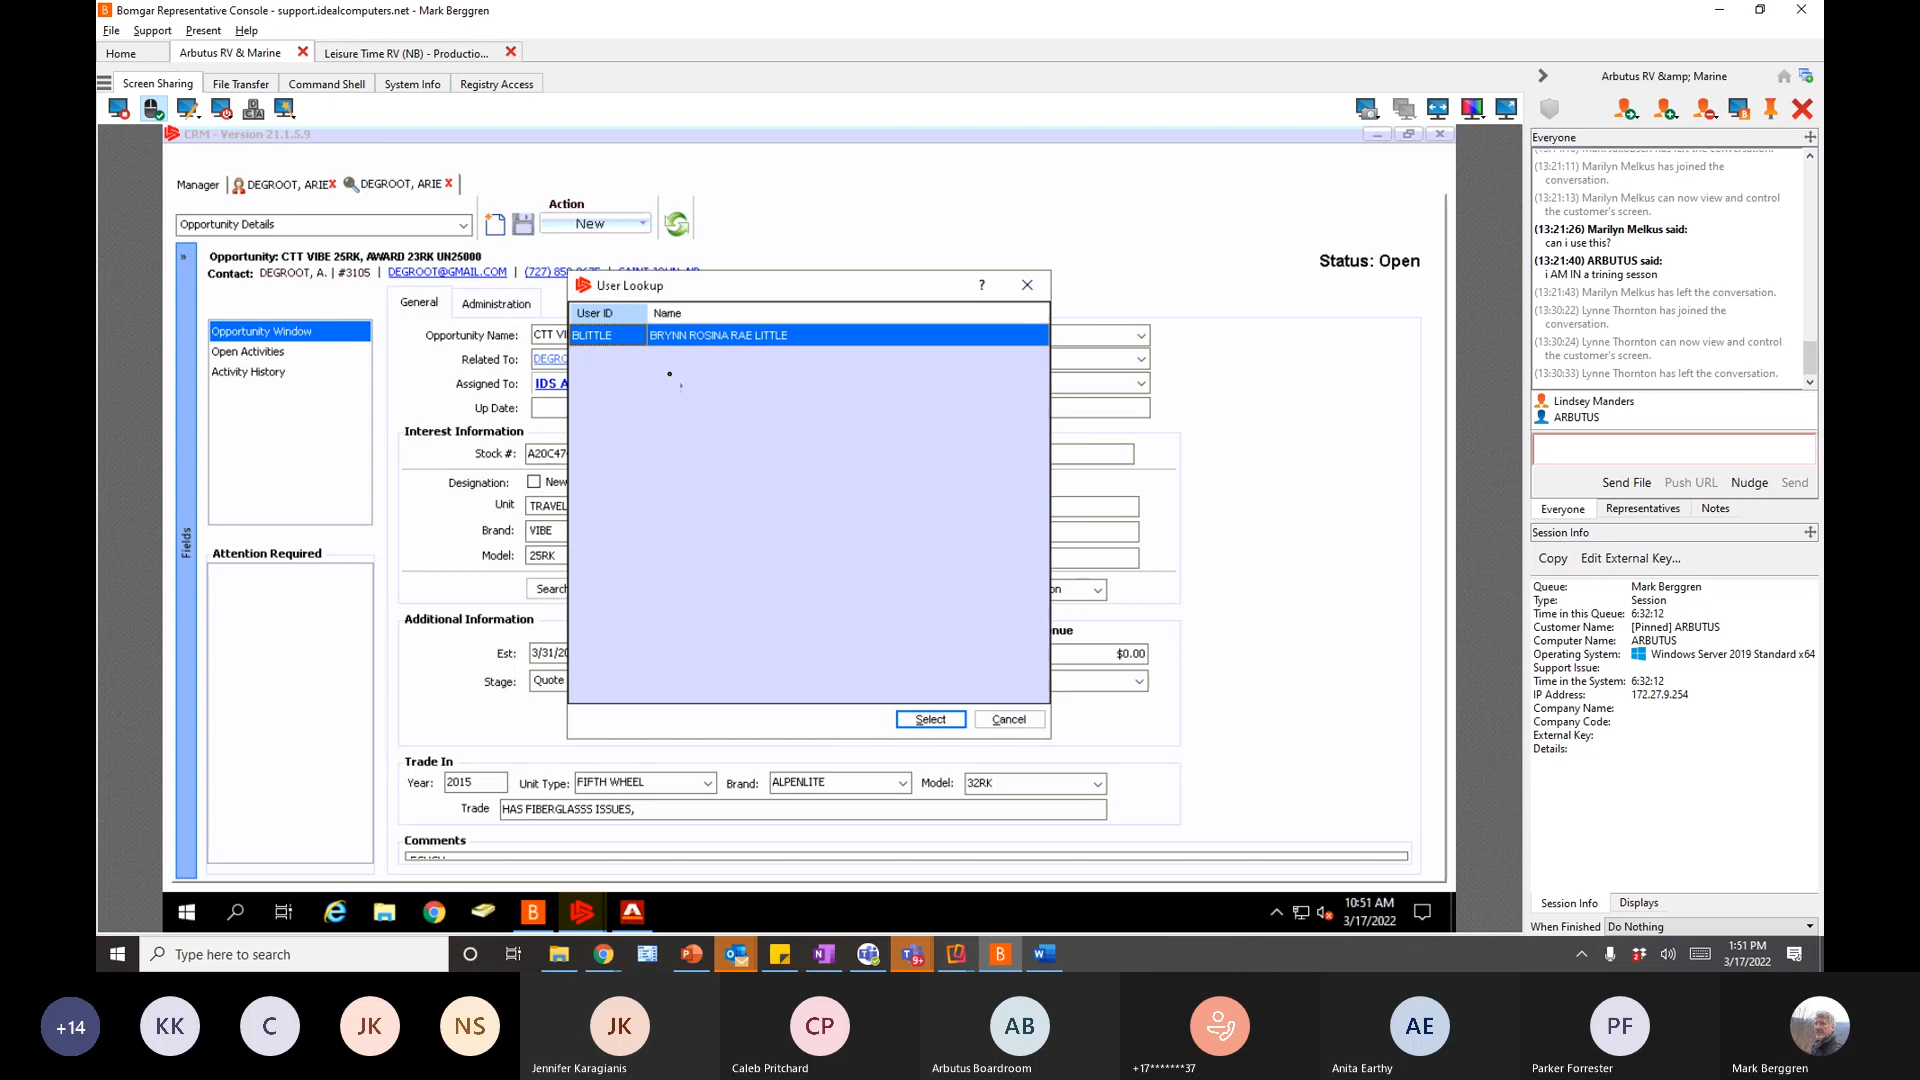 Bomgar Representative Console - support.idealcomputers.net - Mark Berggren
File Support Present Help
Home Arbutus RV & Marine Leisure Time RV (NB) - Productio...
Screen Sharing File Transfer Command Shell System Info Registry Access
Arbutus RV &amp; Marine
CRM - Version 21.1.5.9
Manager DEGROOT, ARIE DEGROOT, ARIE
Action
Opportunity Details New
Opportunity: CTT VIBE 25RK, AWARD 23RK UN25000
Contact: DEGROOT, A. | #3105 | DEGROOT@GMAIL.COM |
Status: Open
General Administration
Opportunity Window
Open Activities
Activity History
Attention Required
Fields
Opportunity Name: CTT VI
Related To: DEGRO
Assigned To: IDS A
Up Date:
Interest Information
Stock #: A20C47
Designation: New
Unit TRAVEL
Brand: VIBE
Model: 25RK
Search on
Additional Information
nue
Est: 3/31/20 $0.00
Stage: Quote
User Lookup ?
User ID Name
BLITTLE BRYNN ROSINA RAE LITTLE
Select Cancel
Trade In
Year: 2015 Unit Type: FIFTH WHEEL Brand: ALPENLITE Model: 32RK
Trade HAS FIBERGLASSS ISSUES,
Comments
10:51 AM
3/17/2022
Everyone
(13:21:11) Marilyn Melkus has joined the
conversation.
(13:21:13) Marilyn Melkus can now view and control
the customer's screen.
(13:21:26) Marilyn Melkus said:
can i use this?
(13:21:40) ARBUTUS said:
i AM IN a trining sesson
(13:21:43) Marilyn Melkus has left the conversation.
(13:30:22) Lynne Thornton has joined the
conversation.
(13:30:24) Lynne Thornton can now view and control
the customer's screen.
(13:30:33) Lynne Thornton has left the conversation.
Lindsey Manders
ARBUTUS
Send File Push URL Nudge Send
Everyone Representatives Notes
Session Info
Copy Edit External Key...
Queue: Mark Berggren
Type: Session
Time in this Queue: 6:32:12
Customer Name: [Pinned] ARBUTUS
Computer Name: ARBUTUS
Operating System: Windows Server 2019 Standard x64
Support Issue:
Time in the System: 6:32:12
IP Address: 172.27.9.254
Company Name:
Company Code:
External Key:
Details:
Session Info Displays
When Finished Do Nothing
Type here to search
1:51 PM
3/17/2022
+14 KK C JK NS JK CP AB AE PF
Jennifer Karagianis Caleb Pritchard Arbutus Boardroom +17*******37 Anita Earthy Parker Forrester Mark Berggren